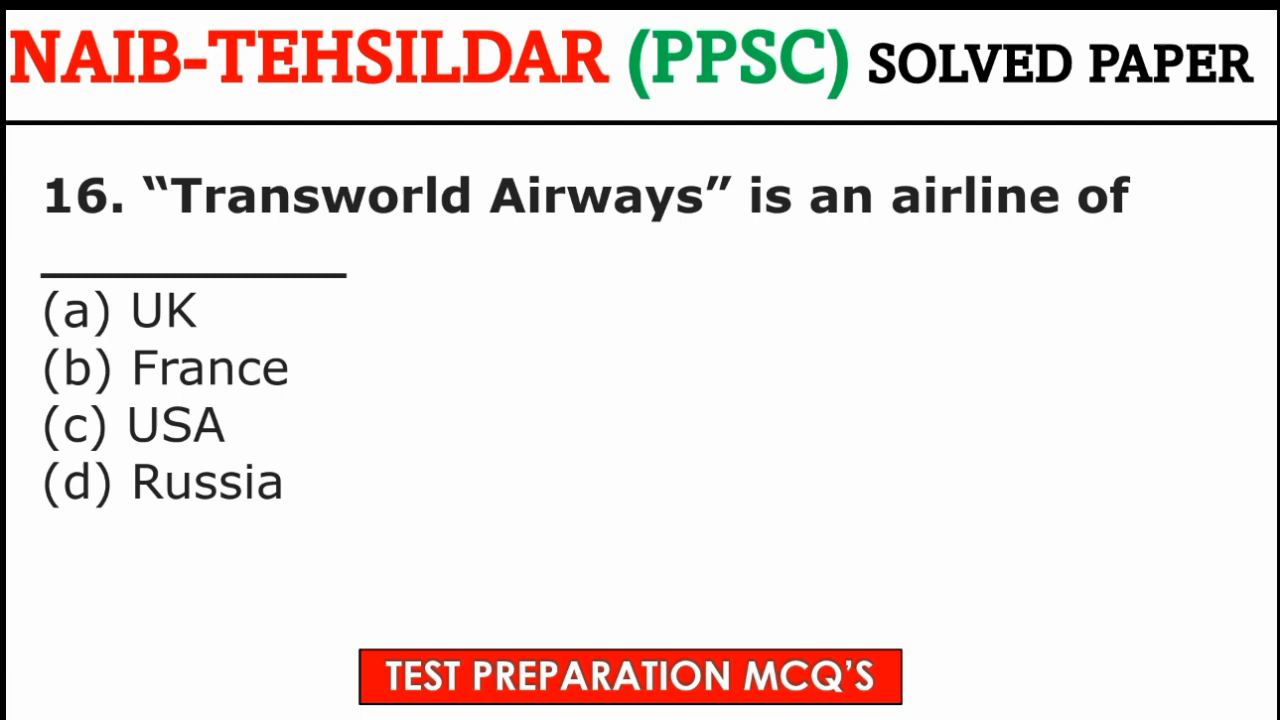 NAIB-TEHSILDAR (PPSC) SOLVED PAPER
16. “Transworld Airways” is an airline of
____________
(a) UK
(b) France
(c) USA
(d) Russia
TEST PREPARATION MCQ’S